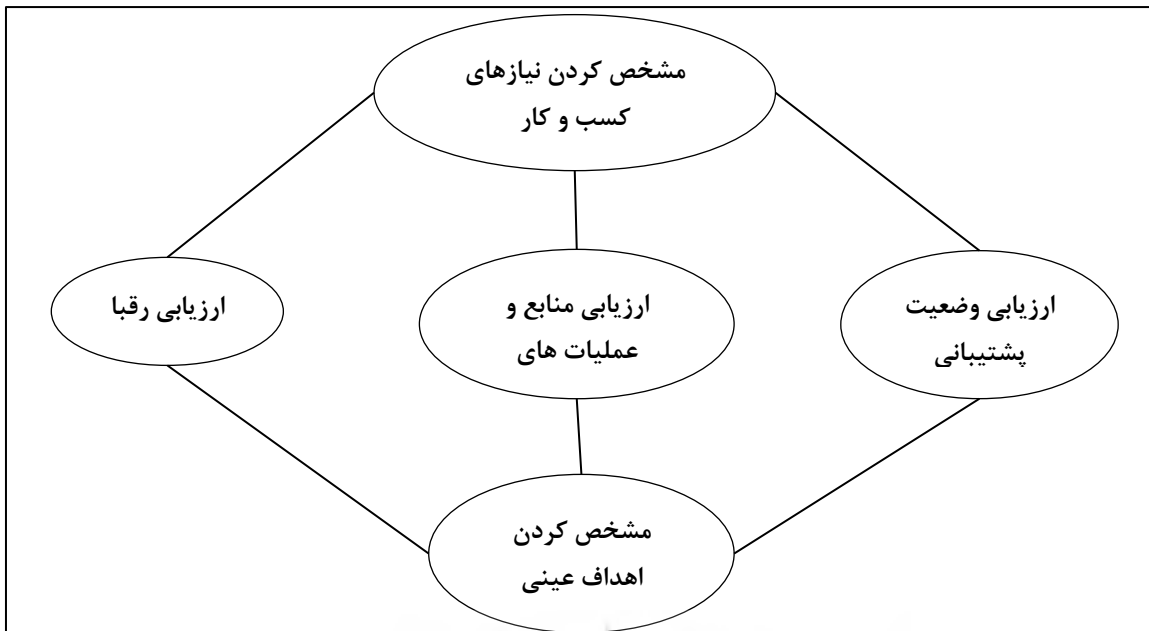 مشخص کردن نیازهای
کسب و کار
ارزیابی وضعیت
پشتیبانی
ارزیابی منابع و
عملیات های
ارزیابی رقبا
مشخص کردن
اهداف عینی